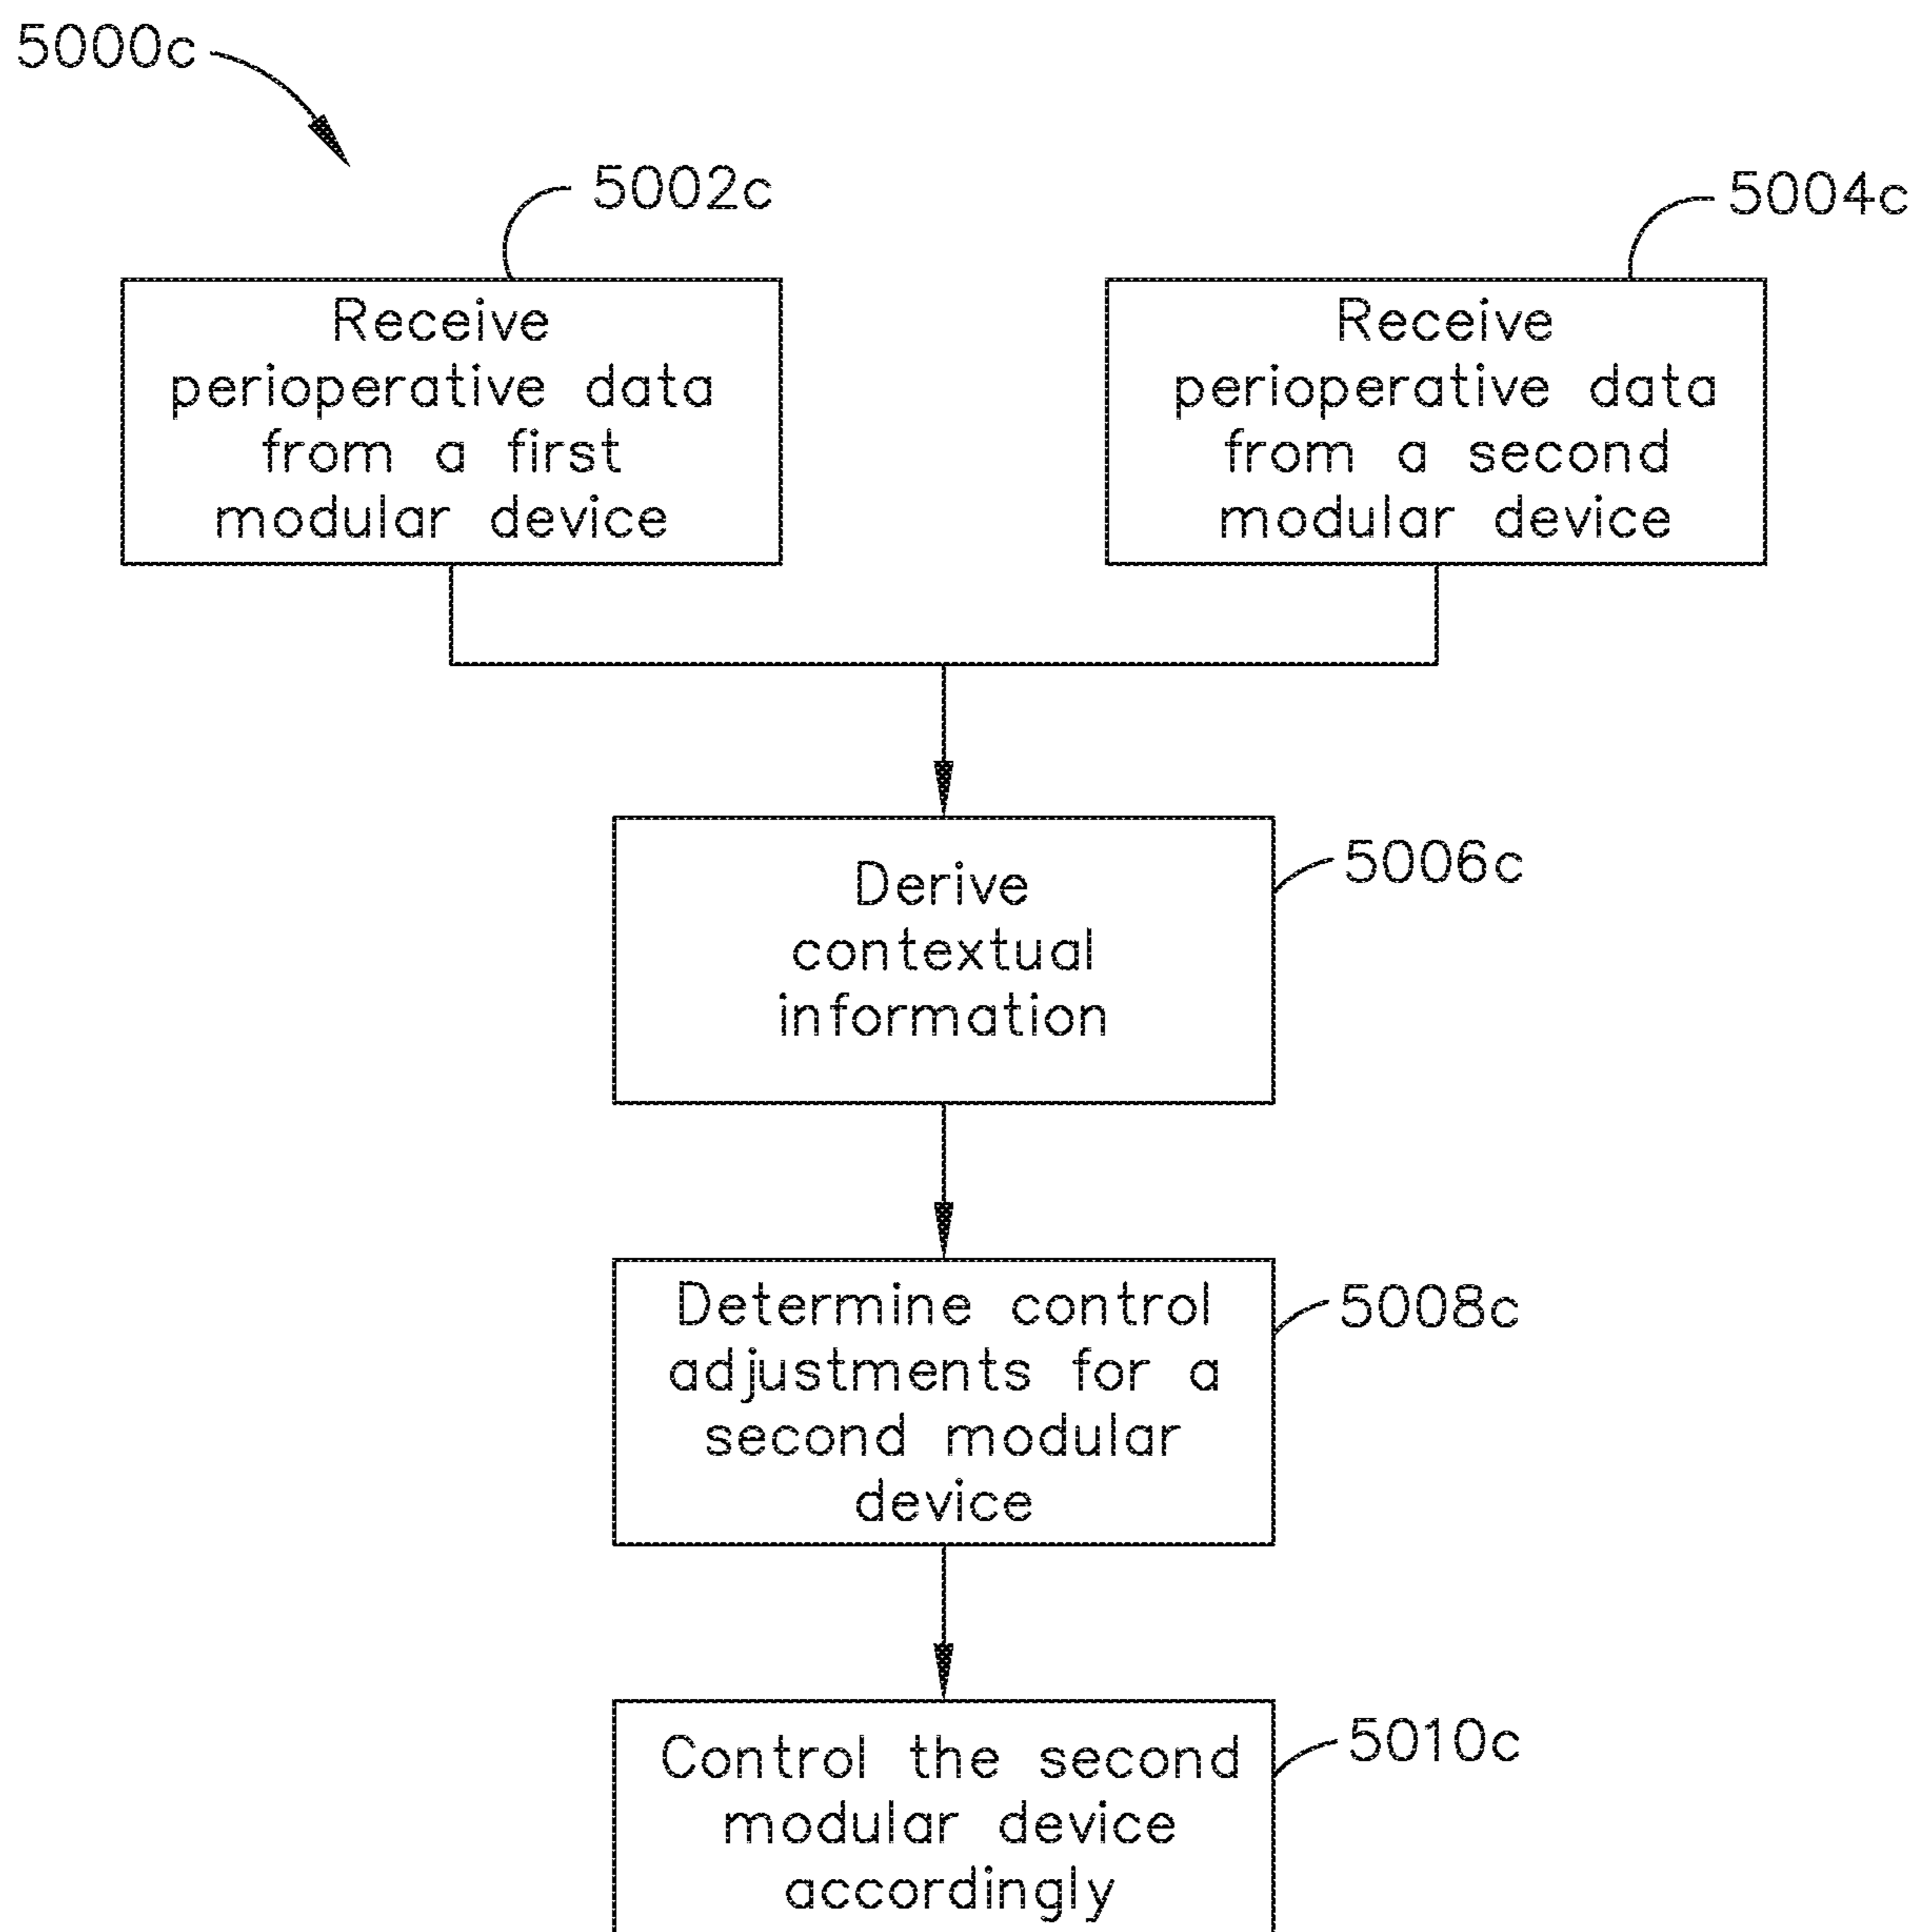 5000c
5002c
5004c
Receive
perioperative data
from a first
modular device
Receive
perioperative data
from a second
modular device
Derive
contextual
information
5006c
Determine control
adjustments for a
second modular
device
5008c
Control the second
modular device
accordingly
5010c